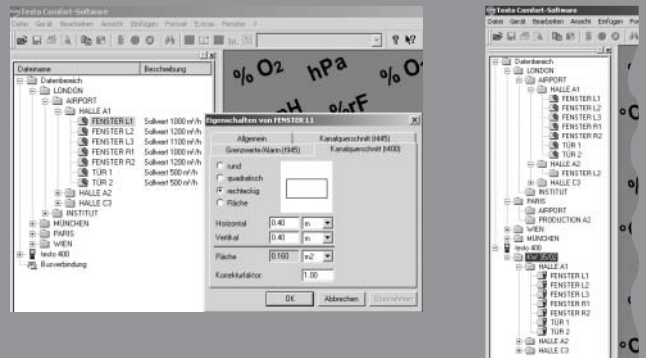 Testo Comfort-Software
Datei Gerät Bearbeiten Ansicht Einfügen Format Extras Fenster ?
Dateiname Beschreibung
Datenbereich
LONDON
AIRPORT
HALLE A1
FENSTER L1 Sollwert 1000 m³/h
FENSTER L2 Sollwert 1200 m³/h
FENSTER L3 Sollwert 1100 m³/h
FENSTER R1 Sollwert 1000 m³/h
FENSTER R2 Sollwert 1200 m³/h
TÜR 1 Sollwert 500 m³/h
TÜR 2 Sollwert 500 m³/h
HALLE A2
HALLE C3
INSTITUT
MÜNCHEN
PARIS
WIEN
testo 400
Busverbindung
% O2 hPa % O
pH %rF
Eigenschaften von FENSTER L1
Allgemein Kanalquerschnitt (t445)
Grenzwerte/Alarm (t945) Kanalquerschnitt (t400)
rund
quadratisch
rechteckig
Fläche
Horizontal 0.40 m
Vertikal 0.40 m
Fläche 0.160 m2
Korrekturfaktor 1.00
OK Abbrechen Übernehmen
Testo Comfort-Software
Datei Gerät Bearbeiten Ansicht Einfügen For
Datenbereich
LONDON
AIRPORT
HALLE A1
FENSTER L1
FENSTER L2
FENSTER L3
FENSTER R1
FENSTER R2
TÜR 1
TÜR 2
HALLE A2
FENSTER L2
HALLE C3
INSTITUT
PARIS
AIRPORT
PRODUCTION A2
WIEN
MÜNCHEN
testo 400
HALLE A1
FENSTER L1
FENSTER L2
FENSTER L3
FENSTER R1
FENSTER R2
TÜR 1
TÜR 2
HALLE A2
HALLE C3